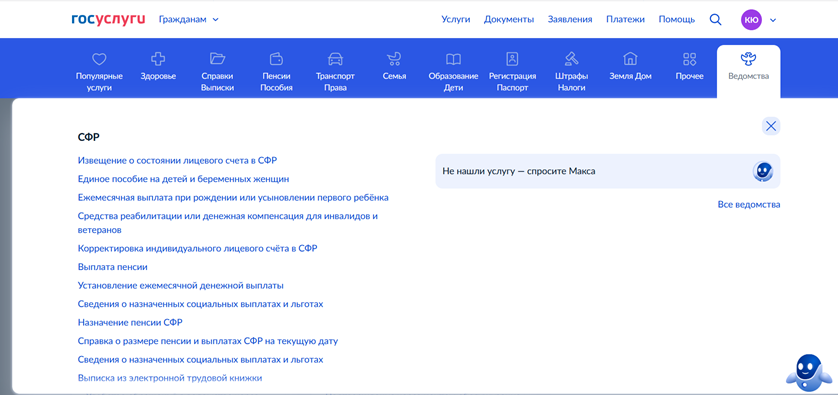 госуслуги Гражданам Услуги Документы Заявления Платежи Помощь КЮ
Популярные услуги
Здоровье
Справки Выписки
Пенсии Пособия
Транспорт Права
Семья
Образование Дети
Регистрация Паспорт
Штрафы Налоги
Земля Дом
Прочее
Ведомства
СФР
Извещение о состоянии лицевого счета в СФР
Единое пособие на детей и беременных женщин
Ежемесячная выплата при рождении или усыновлении первого ребёнка
Средства реабилитации или денежная компенсация для инвалидов и
ветеранов
Корректировка индивидуального лицевого счёта в СФР
Выплата пенсии
Установление ежемесячной денежной выплаты
Сведения о назначенных социальных выплатах и льготах
Назначение пенсии СФР
Справка о размере пенсии и выплатах СФР на текущую дату
Сведения о назначенных социальных выплатах и льготах
Выписка из электронной трудовой книжки
Не нашли услугу — спросите Макса
Все ведомства